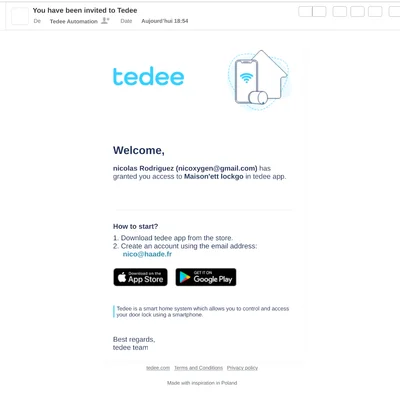 You have been invited to Tedee
De Tedee Automation Date Aujourd'hui 18:54
tedee
Welcome,
nicolas Rodriguez (nicoxygen@gmail.com) has
granted you access to Maison'ett lockgo in tedee app.
How to start?
1. Download tedee app from the store.
2. Create an account using the email address:
nico@haade.fr
Download on the App Store
GET IT ON Google Play
Tedee is a smart home system which allows you to control and access
your door lock using a smartphone.
Best regards,
tedee team
tedee.com Terms and Conditions Privacy policy
Made with inspiration in Poland